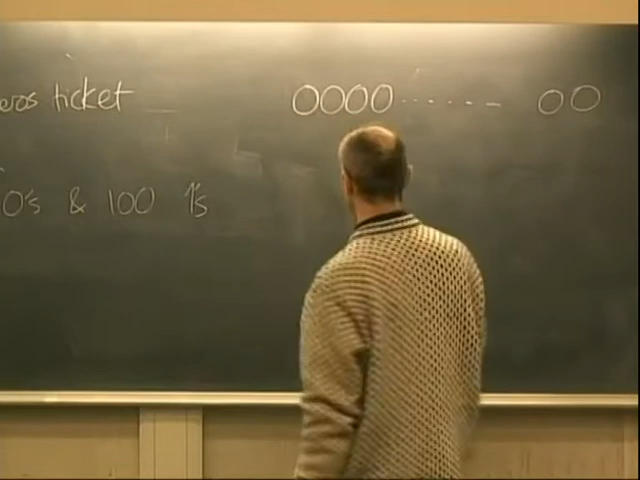 eros ticket 0000 ------- 00
0's & 100 1's